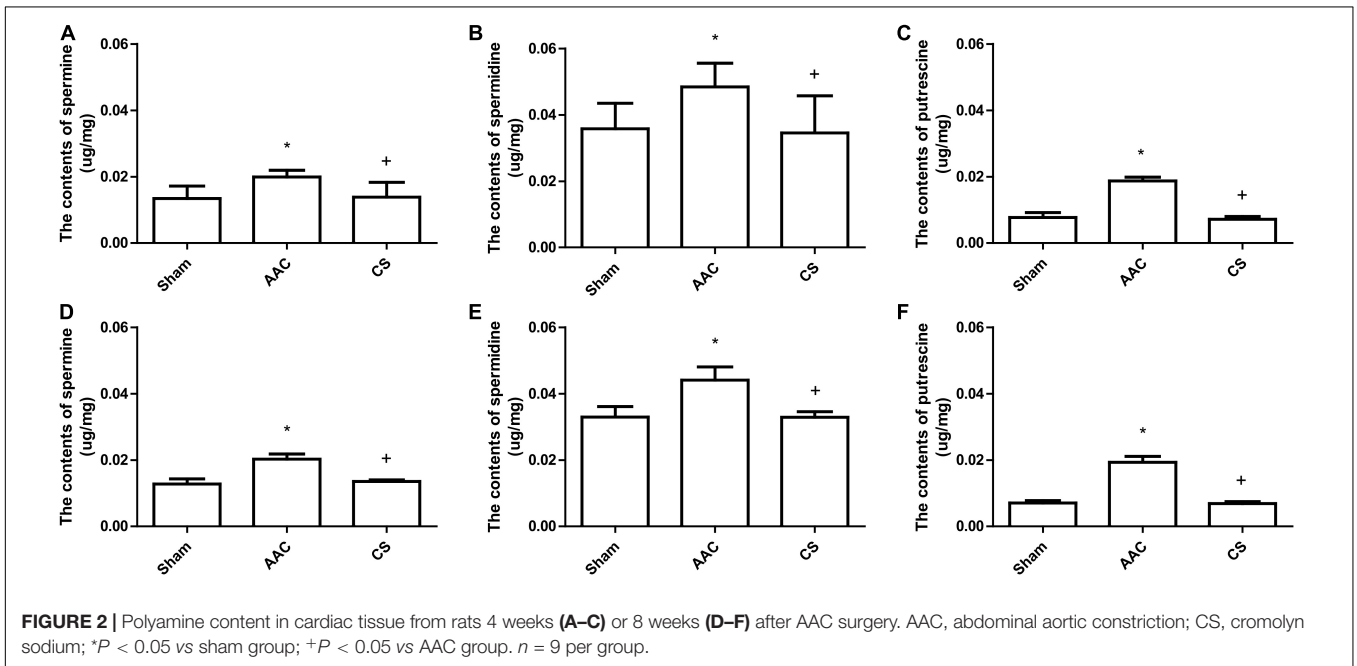 A
The contents of spermine
(ug/mg)
0.06
0.04
0.02
0.00
*
+
Sham
AAC
CS
B
The contents of spermidine
(ug/mg)
0.06
0.04
0.02
0.00
*
+
Sham
AAC
CS
C
The contents of putrescine
(ug/mg)
0.06
0.04
0.02
0.00
*
+
Sham
AAC
CS
D
The contents of spermine
(ug/mg)
0.06
0.04
0.02
0.00
*
+
Sham
AAC
CS
E
The contents of spermidine
(ug/mg)
0.06
0.04
0.02
0.00
*
+
Sham
AAC
CS
F
The contents of putrescine
(ug/mg)
0.06
0.04
0.02
0.00
*
+
Sham
AAC
CS
FIGURE 2 | Polyamine content in cardiac tissue from rats 4 weeks (A–C) or 8 weeks (D–F) after AAC surgery. AAC, abdominal aortic constriction; CS, cromolyn
sodium; *P < 0.05 vs sham group; +P < 0.05 vs AAC group. n = 9 per group.